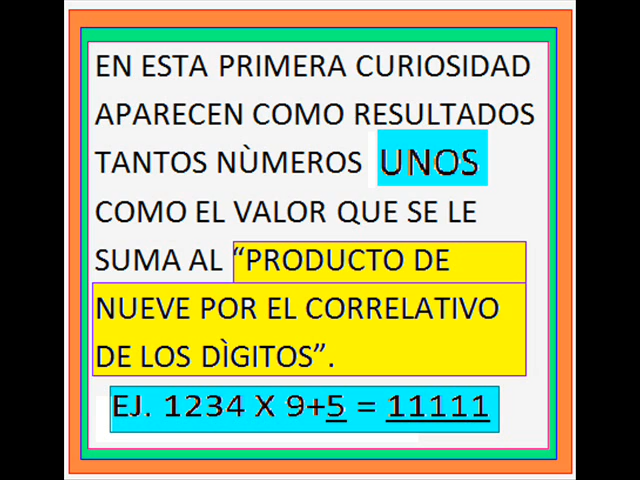 EN ESTA PRIMERA CURIOSIDAD
APARECEN COMO RESULTADOS
TANTOS NÙMEROS UNOS
COMO EL VALOR QUE SE LE
SUMA AL “PRODUCTO DE
NUEVE POR EL CORRELATIVO
DE LOS DÌGITOS”.
EJ. 1234 X 9+5 = 11111